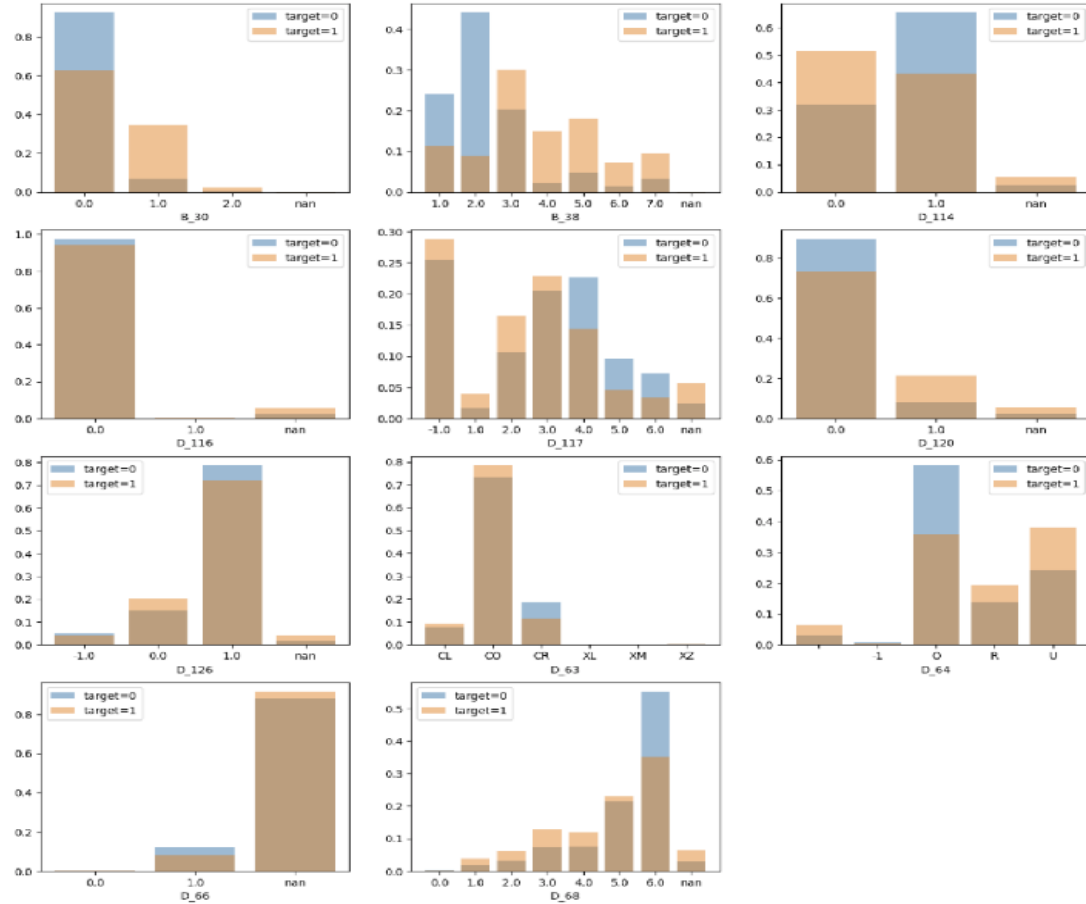 target=0
target=1
0.8
0.6
0.4
0.2
0.0
0.0 1.0 2.0 nan
B_30
target=0
target=1
0.4
0.3
0.2
0.1
0.0
1.0 2.0 3.0 4.0 5.0 6.0 7.0 nan
B_38
target=0
target=1
0.6
0.5
0.4
0.3
0.2
0.1
0.0
0.0 1.0 nan
D_114
target=0
target=1
1.0
0.8
0.6
0.4
0.2
0.0
0.0 1.0 nan
D_116
target=0
target=1
0.30
0.25
0.20
0.15
0.10
0.05
0.00
-1.0 1.0 2.0 3.0 4.0 5.0 6.0 nan
D_117
target=0
target=1
0.8
0.6
0.4
0.2
0.0
0.0 1.0 nan
D_120
target=0
target=1
0.8
0.7
0.6
0.5
0.4
0.3
0.2
0.1
0.0
-1.0 0.0 1.0 nan
D_126
target=0
target=1
0.8
0.7
0.6
0.5
0.4
0.3
0.2
0.1
0.0
CL CO CR XL XM XZ
D_63
target=0
target=1
0.6
0.5
0.4
0.3
0.2
0.1
0.0
-1 O R U
D_64
target=0
target=1
0.8
0.6
0.4
0.2
0.0
0.0 1.0 nan
D_66
target=0
target=1
0.5
0.4
0.3
0.2
0.1
0.0
0.0 1.0 2.0 3.0 4.0 5.0 6.0 nan
D_68